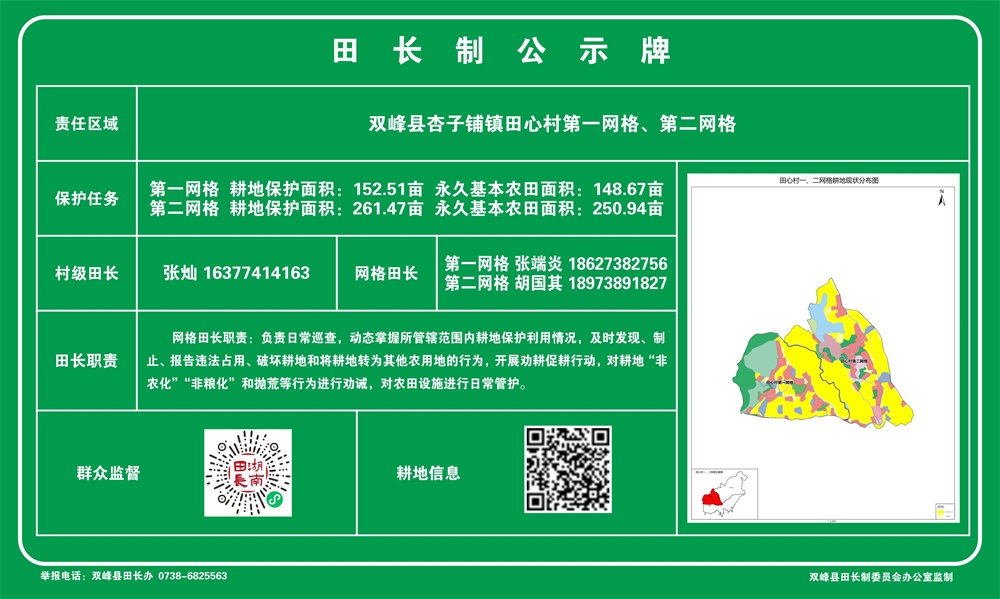 田长制公示牌
责任区域
双峰县杏子铺镇田心村第一网格、第二网格
保护任务
第一网格 耕地保护面积：152.51亩 永久基本农田面积：148.67亩
第二网格 耕地保护面积：261.47亩 永久基本农田面积：250.94亩
村级田长
张灿 16377414163
网格田长
第一网格 张端炎 18627382756
第二网格 胡国其 18973891827
田长职责
网格田长职责：负责日常巡查，动态掌握所管辖范围内耕地保护利用情况，及时发现、制
止、报告违法占用、破坏耕地和将耕地转为其他农用地的行为，开展劝耕促耕行动，对耕地“非
农化”“非粮化”和抛荒等行为进行劝诫，对农田设施进行日常管护。
田心村一、二网格耕地现状分布图
N
田心村第二网格
田心村第一网格
群众监督
湖南田長
耕地信息
举报电话：双峰县田长办 0738-6825563
双峰县田长制委员会办公室监制